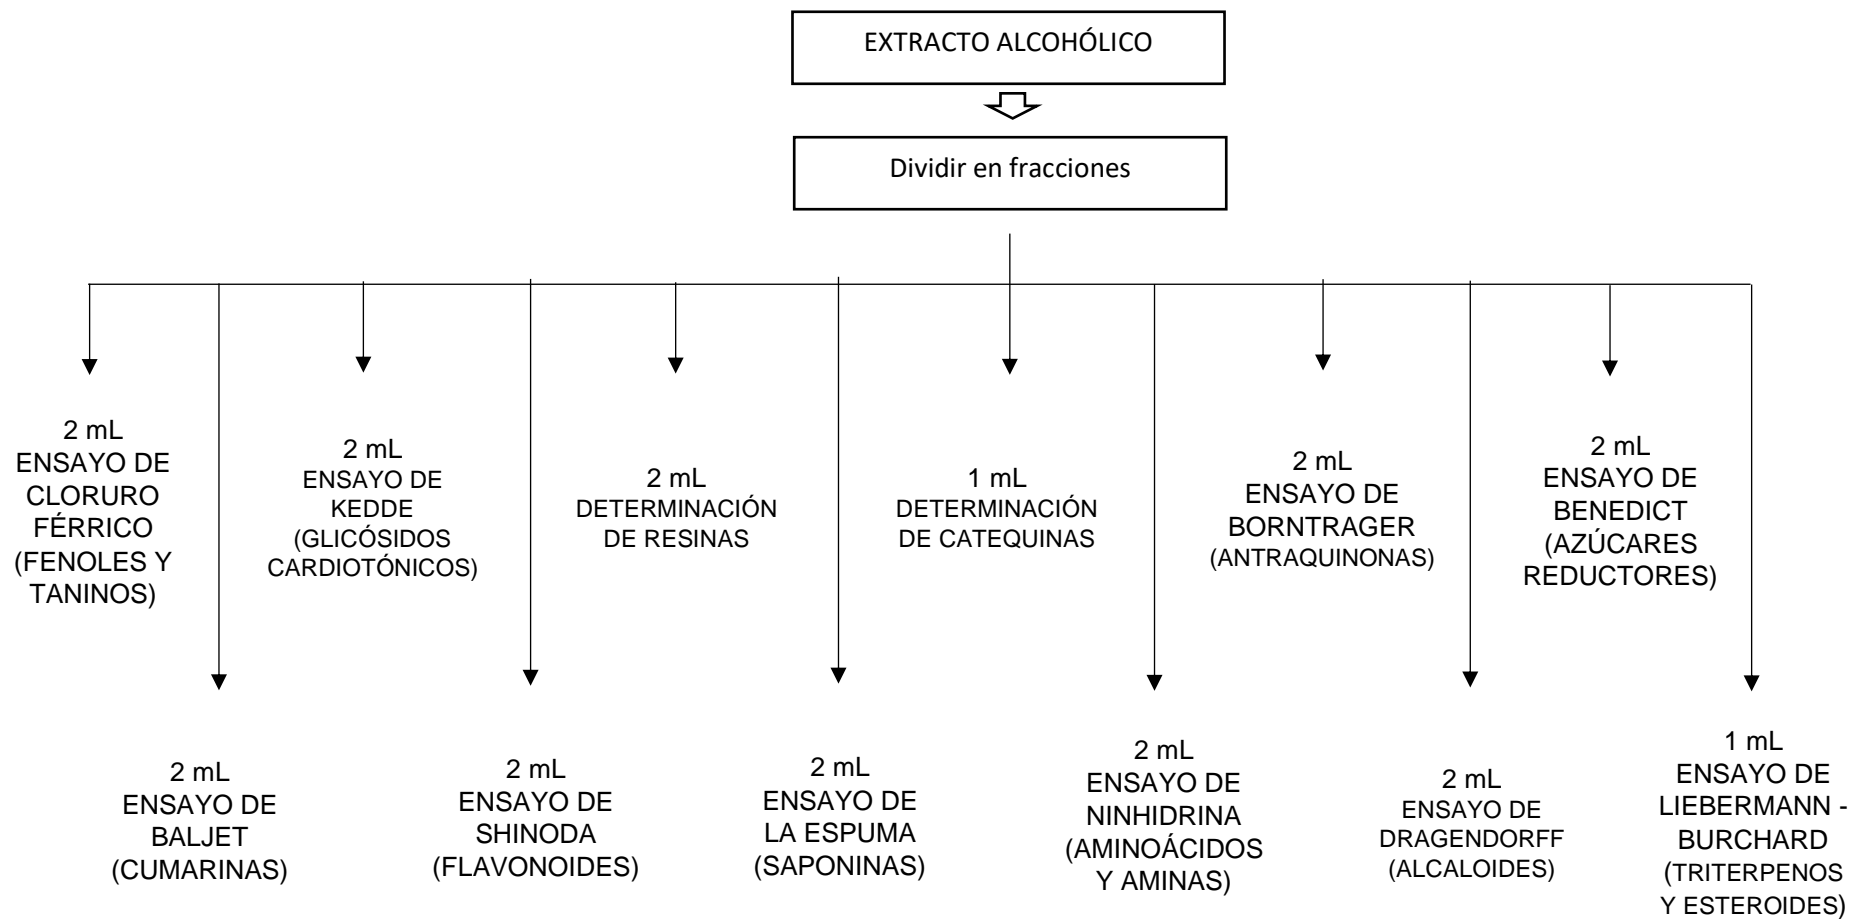 EXTRACTO ALCOHÓLICO
Dividir en fracciones
2 mL
ENSAYO DE
CLORURO
FÉRRICO
(FENOLES Y
TANINOS)
2 mL
ENSAYO DE
KEDDE
(GLICÓSIDOS
CARDIOTÓNICOS)
2 mL
DETERMINACIÓN
DE RESINAS
1 mL
DETERMINACIÓN
DE CATEQUINAS
2 mL
ENSAYO DE
BORNTRAGER
(ANTRAQUINONAS)
2 mL
ENSAYO DE
BENEDICT
(AZÚCARES
REDUCTORES)
2 mL
ENSAYO DE
BALJET
(CUMARINAS)
2 mL
ENSAYO DE
SHINODA
(FLAVONOIDES)
2 mL
ENSAYO DE
LA ESPUMA
(SAPONINAS)
2 mL
ENSAYO DE
NINHIDRINA
(AMINOÁCIDOS
Y AMINAS)
2 mL
ENSAYO DE
DRAGENDORFF
(ALCALOIDES)
1 mL
ENSAYO DE
LIEBERMANN -
BURCHARD
(TRITERPENOS
Y ESTEROIDES)